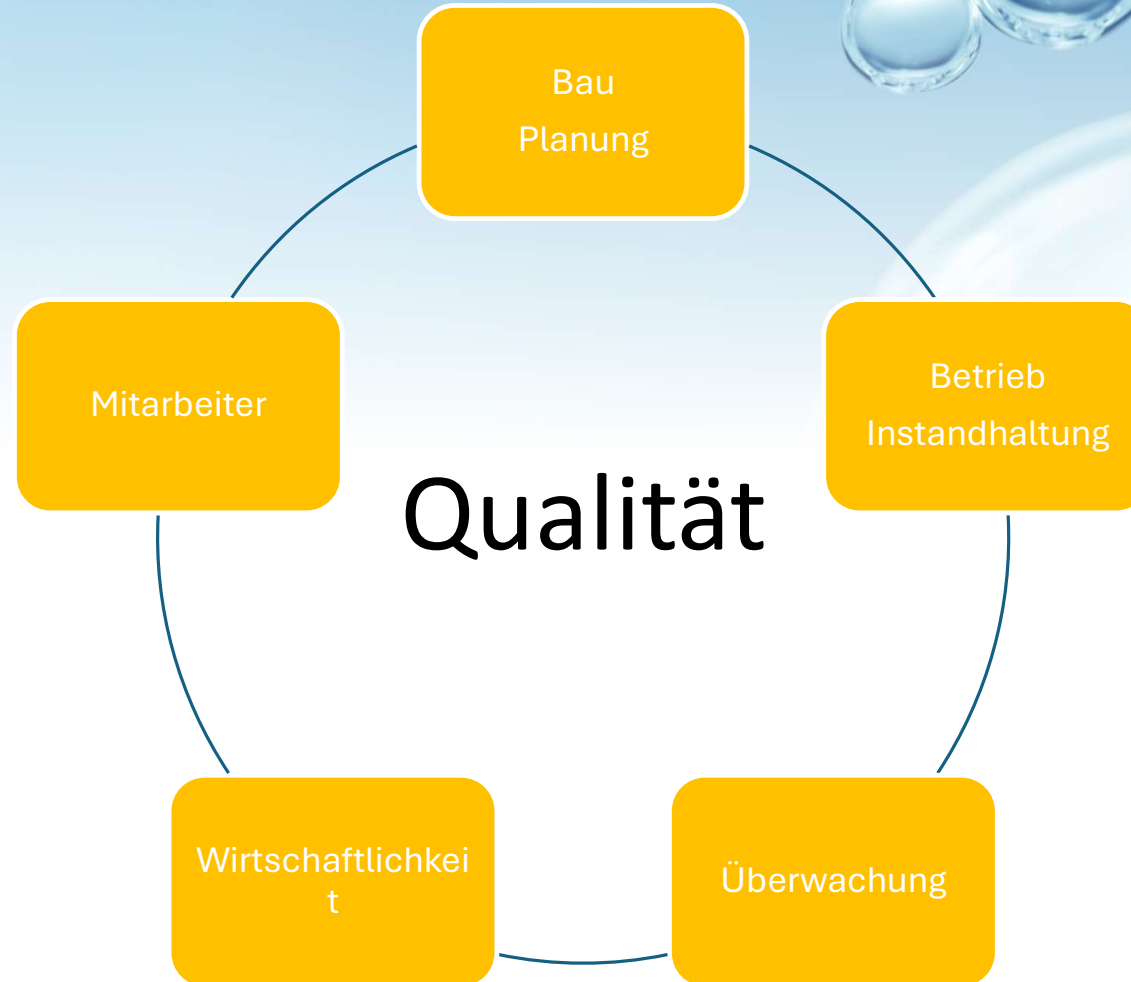 Bau
Planung
Mitarbeiter
Betrieb
Instandhaltung
Qualität
Wirtschaftlichkei
t
Überwachung